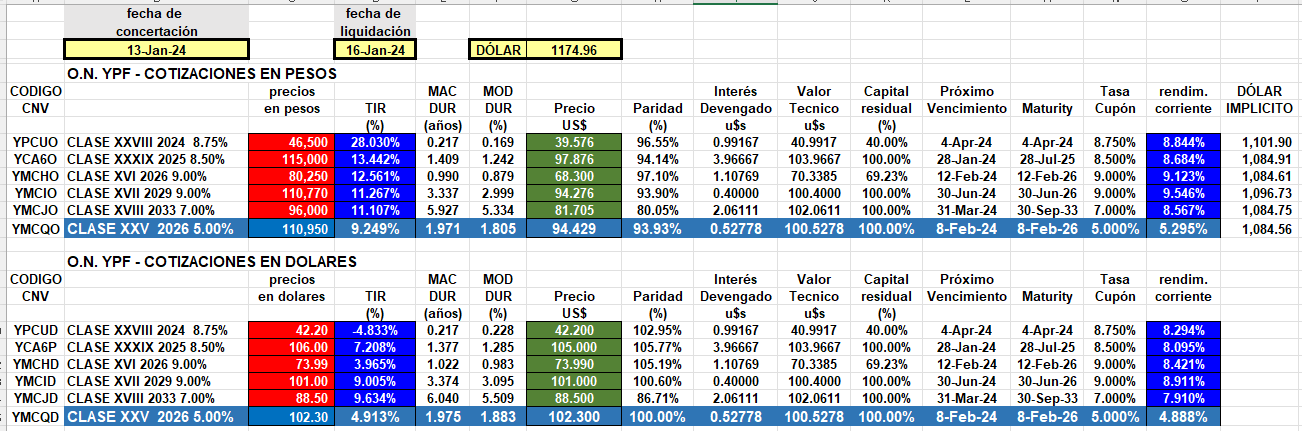 fecha de fecha de
concertación liquidación
13-Jan-24 16-Jan-24 DÓLAR 1174.96
O.N. YPF - COTIZACIONES EN PESOS
CODIGO precios MAC MOD Interés Valor Capital Próximo Tasa rendim. DÓLAR
CNV en pesos TIR DUR DUR Precio Paridad Devengado Tecnico residual Vencimiento Maturity Cupón corriente IMPLICITO
(%) (años) (%) US$ (%) u$s u$s (%)
YPCUO CLASE XXVIII 2024 8.75% 46,500 28.030% 0.217 0.169 39.576 96.55% 0.99167 40.9917 40.00% 4-Apr-24 4-Apr-24 8.750% 8.844% 1,101.90
YCA6O CLASE XXXIX 2025 8.50% 115,000 13.442% 1.409 1.242 97.876 94.14% 3.96667 103.9667 100.00% 28-Jan-24 28-Jul-25 8.500% 8.684% 1,084.91
YMCHO CLASE XVI 2026 9.00% 80,250 12.561% 0.990 0.879 68.300 97.10% 1.10769 70.3385 69.23% 12-Feb-24 12-Feb-26 9.000% 9.123% 1,084.61
YMCIO CLASE XVII 2029 9.00% 110,770 11.267% 3.337 2.999 94.276 93.90% 0.40000 100.4000 100.00% 30-Jun-24 30-Jun-26 9.000% 9.546% 1,096.73
YMCJO CLASE XVIII 2033 7.00% 96,000 11.107% 5.927 5.334 81.705 80.05% 2.06111 102.0611 100.00% 31-Mar-24 30-Sep-33 7.000% 8.567% 1,084.75
YMCQO CLASE XXV 2026 5.00% 110,950 9.249% 1.971 1.805 94.429 93.93% 0.52778 100.5278 100.00% 8-Feb-24 8-Feb-26 5.000% 5.295% 1,084.56
O.N. YPF - COTIZACIONES EN DOLARES
CODIGO precios MAC MOD Interés Valor Capital Próximo Tasa rendim.
CNV en dolares TIR DUR DUR Precio Paridad Devengado Tecnico residual Vencimiento Maturity Cupón corriente
(%) (años) (%) US$ (%) u$s u$s (%)
YPCUD CLASE XXVIII 2024 8.75% 42.20 -4.833% 0.217 0.228 42.200 102.95% 0.99167 40.9917 40.00% 4-Apr-24 4-Apr-24 8.750% 8.294%
YCA6P CLASE XXXIX 2025 8.50% 106.00 7.208% 1.377 1.285 105.000 105.77% 3.96667 103.9667 100.00% 28-Jan-24 28-Jul-25 8.500% 8.095%
YMCHD CLASE XVI 2026 9.00% 73.99 3.965% 1.022 0.983 73.990 105.19% 1.10769 70.3385 69.23% 12-Feb-24 12-Feb-26 9.000% 8.421%
YMCID CLASE XVII 2029 9.00% 101.00 9.005% 3.374 3.095 101.000 100.60% 0.40000 100.4000 100.00% 30-Jun-24 30-Jun-26 9.000% 8.911%
YMCJD CLASE XVIII 2033 7.00% 88.50 9.634% 6.040 5.509 88.500 86.71% 2.06111 102.0611 100.00% 31-Mar-24 30-Sep-33 7.000% 7.910%
YMCQD CLASE XXV 2026 5.00% 102.30 4.913% 1.975 1.883 102.300 100.00% 0.52778 100.5278 100.00% 8-Feb-24 8-Feb-26 5.000% 4.888%